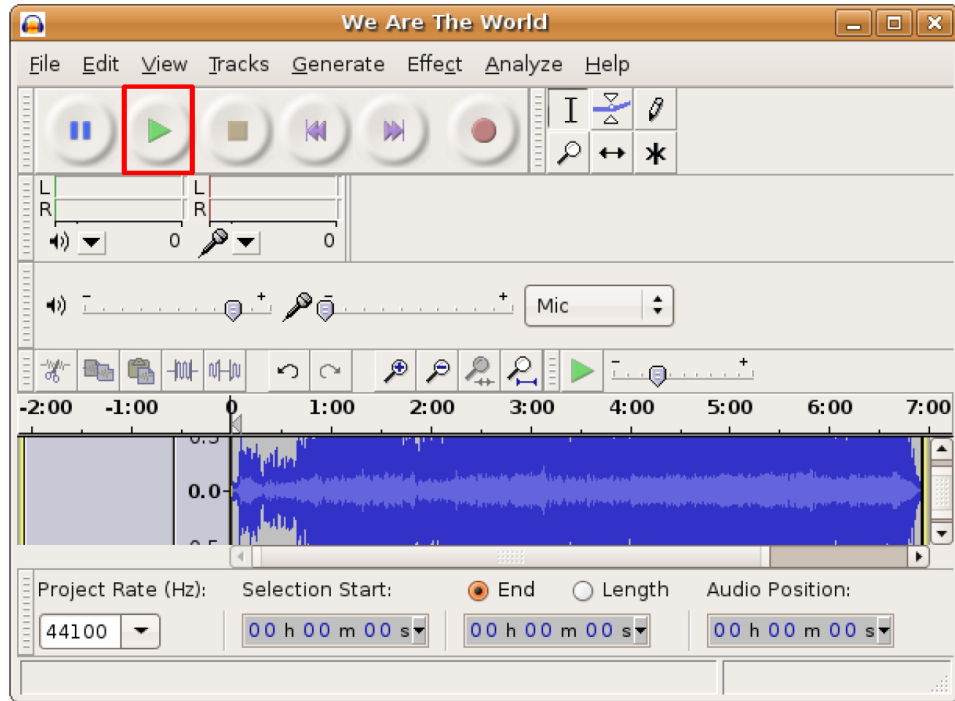 We Are The World
File Edit View Tracks Generate Effect Analyze Help
L L
R R
0 0
- + - + Mic
- +
-2:00 -1:00 0 1:00 2:00 3:00 4:00 5:00 6:00 7:00
0.0
Project Rate (Hz): Selection Start: End Length Audio Position:
44100 00 h 00 m 00 s 00 h 00 m 00 s 00 h 00 m 00 s